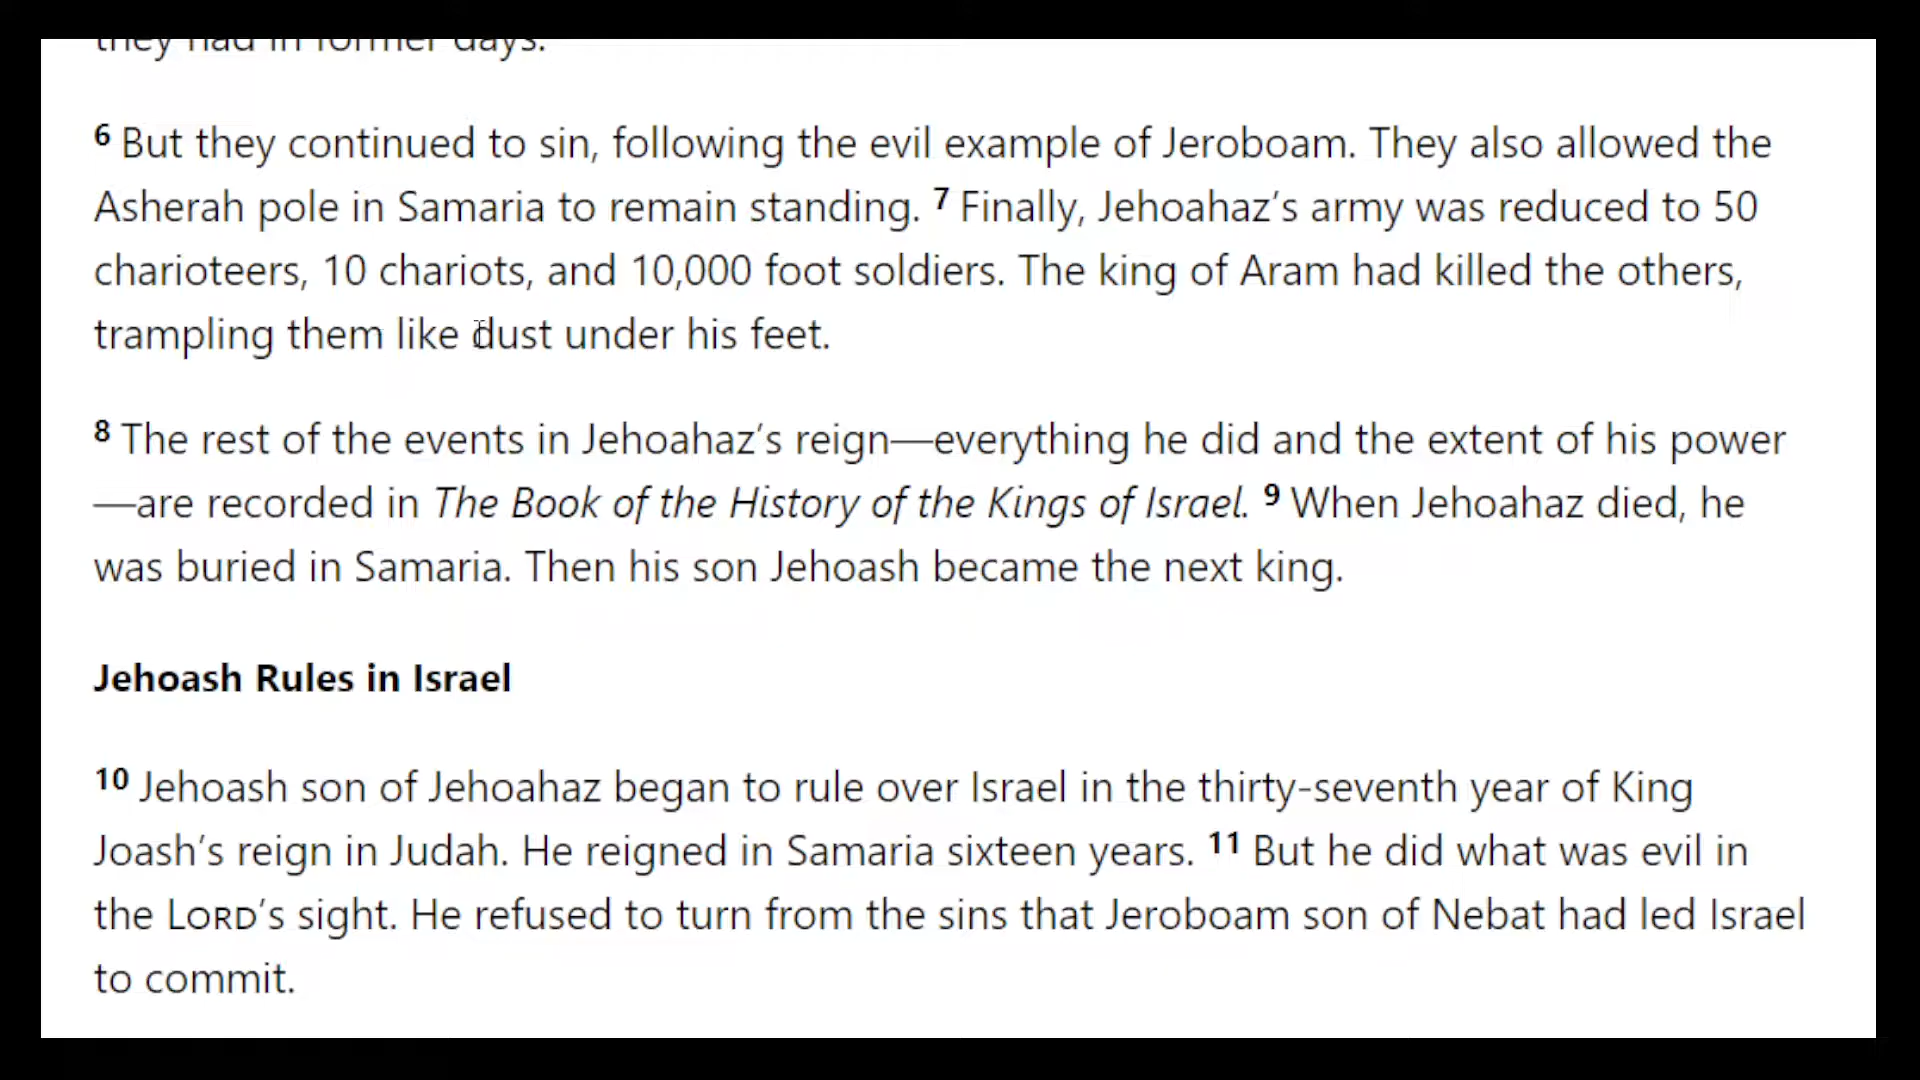 they had in former days.
6 But they continued to sin, following the evil example of Jeroboam. They also allowed the
Asherah pole in Samaria to remain standing. 7 Finally, Jehoahaz’s army was reduced to 50
charioteers, 10 chariots, and 10,000 foot soldiers. The king of Aram had killed the others,
trampling them like dust under his feet.
8 The rest of the events in Jehoahaz’s reign—everything he did and the extent of his power
—are recorded in The Book of the History of the Kings of Israel. 9 When Jehoahaz died, he
was buried in Samaria. Then his son Jehoash became the next king.
Jehoash Rules in Israel
10 Jehoash son of Jehoahaz began to rule over Israel in the thirty-seventh year of King
Joash’s reign in Judah. He reigned in Samaria sixteen years. 11 But he did what was evil in
the LORD’s sight. He refused to turn from the sins that Jeroboam son of Nebat had led Israel
to commit.